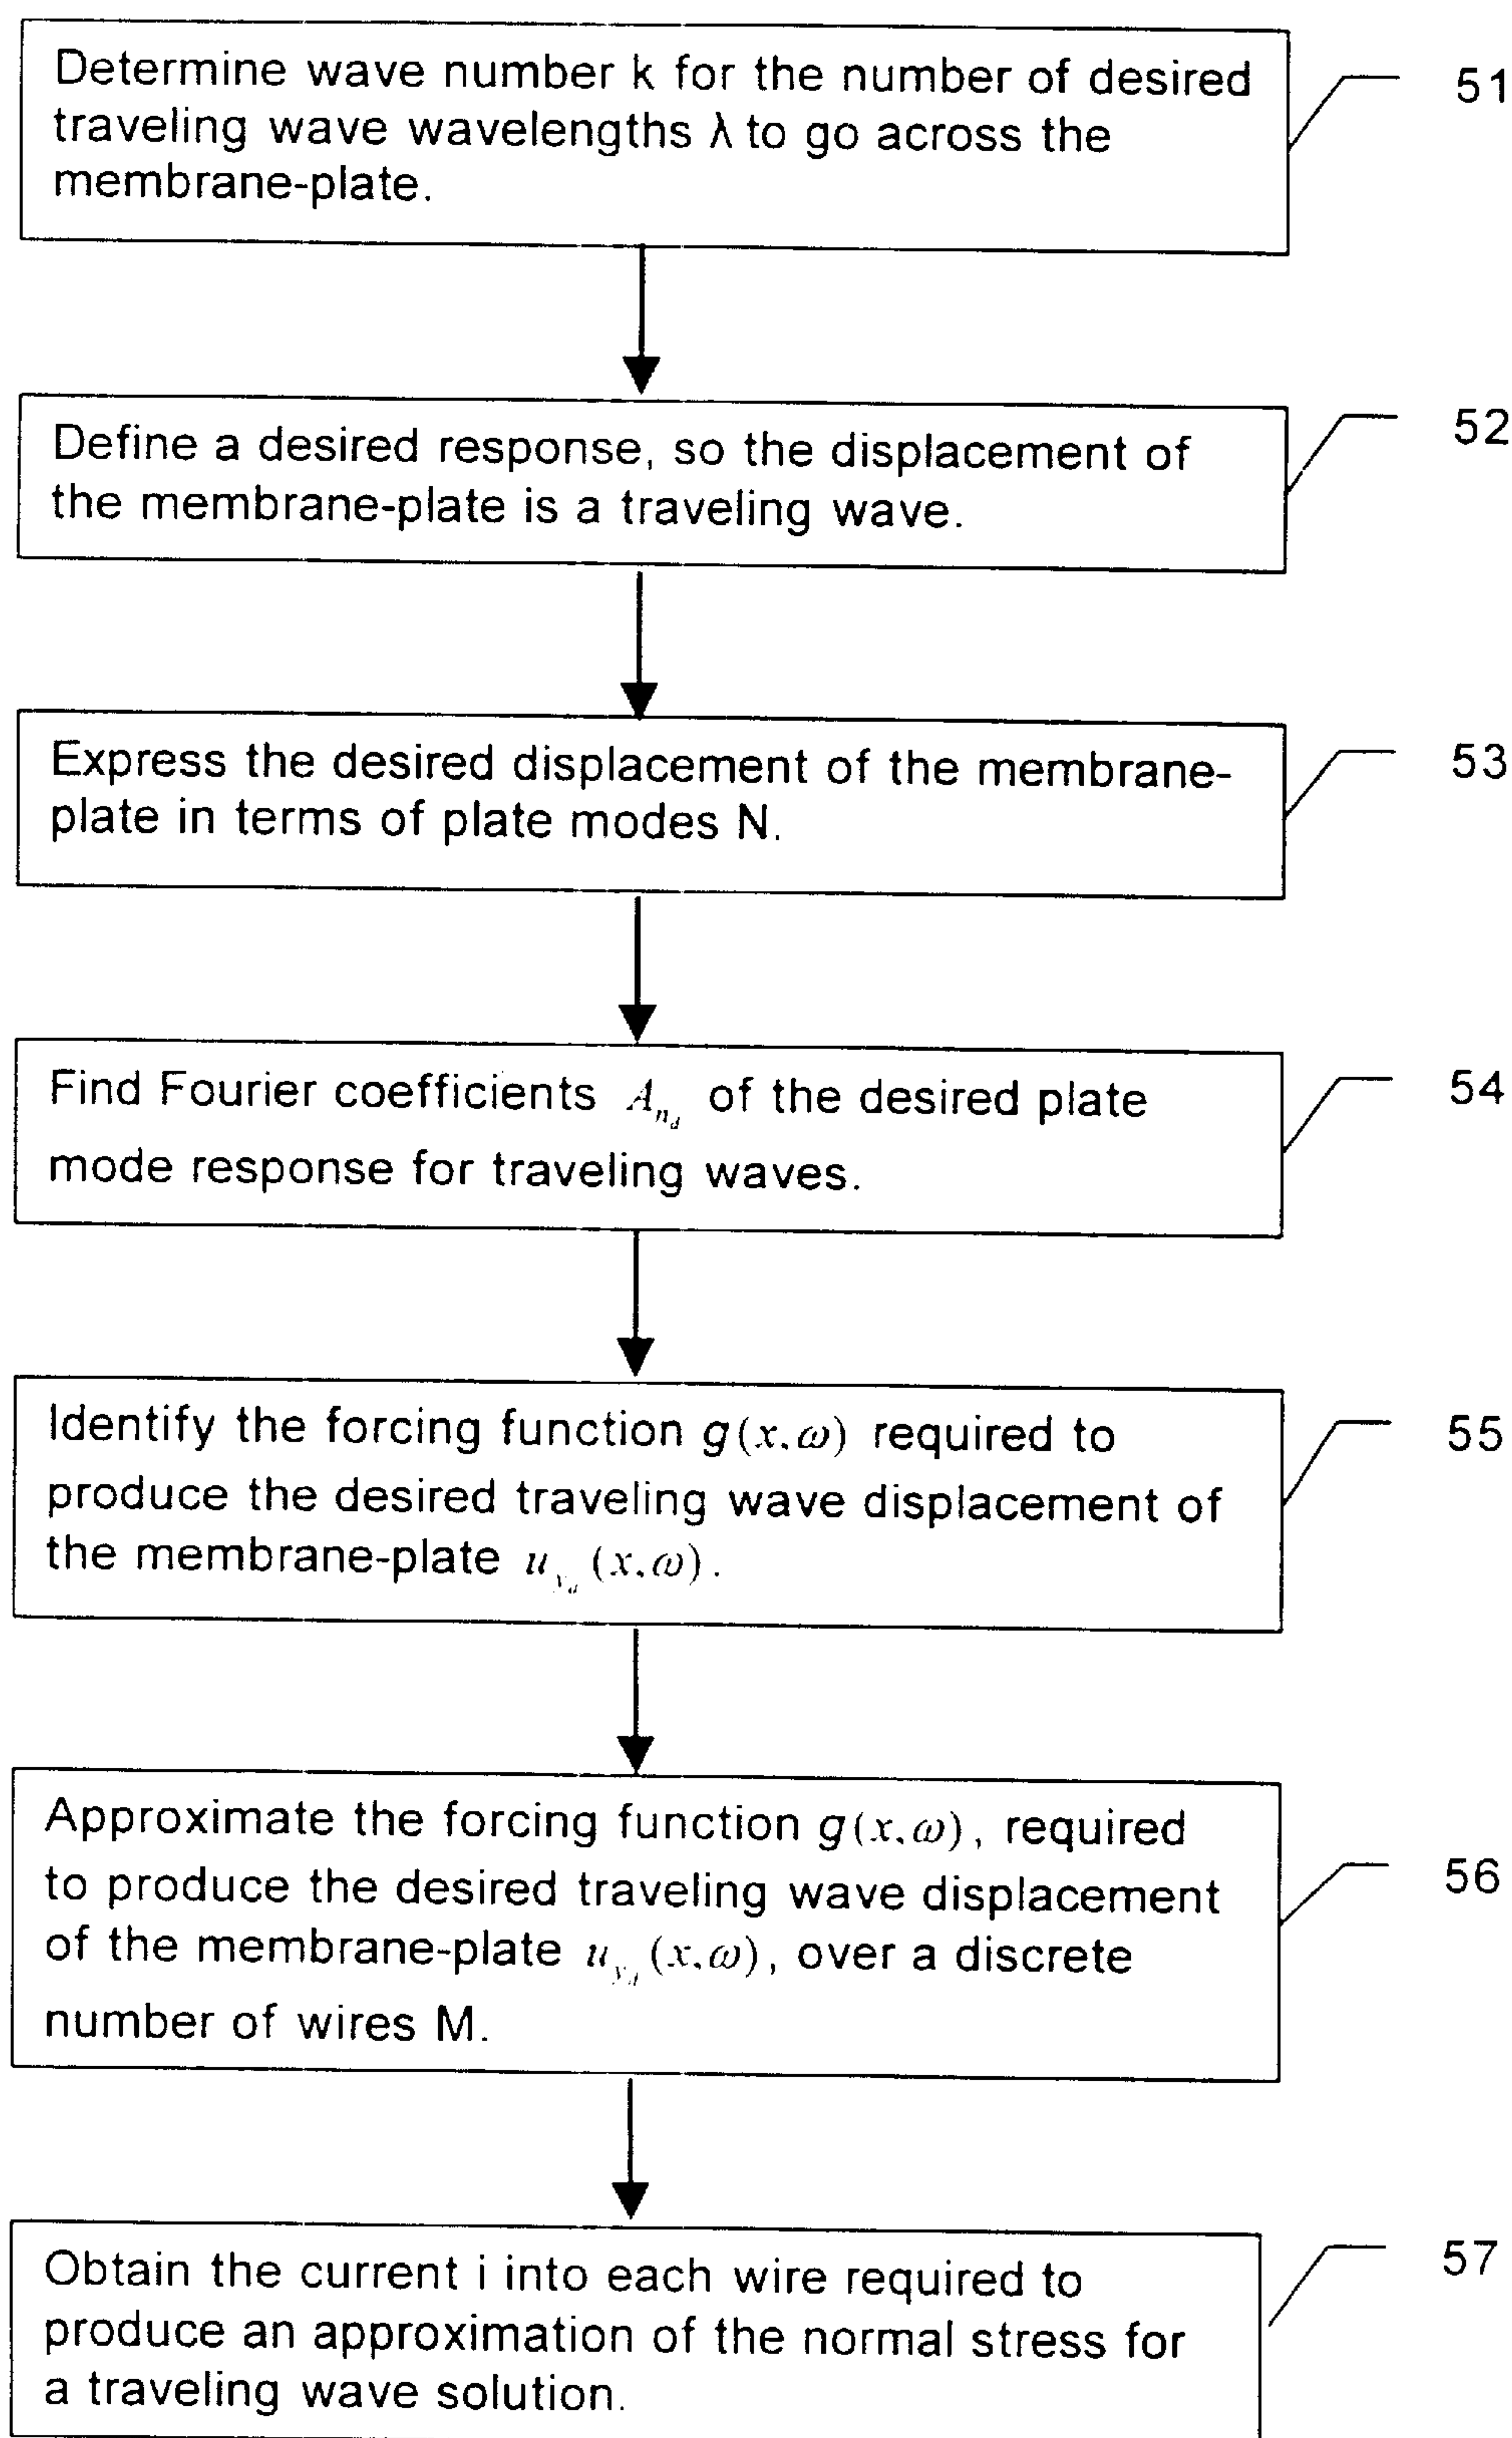 Determine wave number k for the number of desired
traveling wave wavelengths λ to go across the
membrane-plate.
51
Define a desired response, so the displacement of
the membrane-plate is a traveling wave.
52
Express the desired displacement of the membrane-
plate in terms of plate modes N.
53
Find Fourier coefficients A_{n_d} of the desired plate
mode response for traveling waves.
54
Identify the forcing function g(x,ω) required to
produce the desired traveling wave displacement of
the membrane-plate u_{y_d}(x,ω).
55
Approximate the forcing function g(x,ω), required
to produce the desired traveling wave displacement
of the membrane-plate u_{y_d}(x,ω), over a discrete
number of wires M.
56
Obtain the current i into each wire required to
produce an approximation of the normal stress for
a traveling wave solution.
57